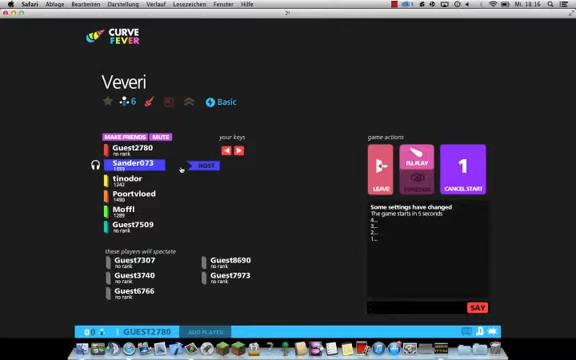 Safari Ablage Bearbeiten Darstellung Verlauf Lesezeichen Fenster Hilfe
Mi. 18:16
CURVE
FEVER
Veveri
6
Basic
MAKE FRIENDS MUTE
your keys
game actions
Guest2780
no rank
Sander073
HOST
tinodor
1242
Poortvloed
1490
Moffl
1289
Guest7509
no rank
I'LL PLAY
1
LEAVE
CANCEL START
Some settings have changed
The game starts in 5 seconds
4...
3...
2...
1...
these players will spectate
Guest7307
no rank
Guest8690
no rank
Guest3740
no rank
Guest7973
no rank
Guest6766
no rank
SAY
GUEST2780
ADD PLAYER